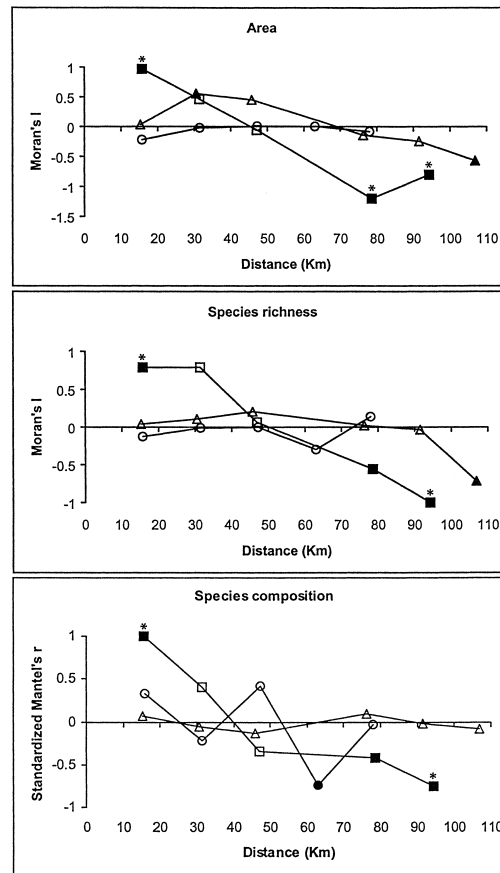 Area
*
1
0.5
0
-0.5
-1
-1.5
* *
Moran's I
0 10 20 30 40 50 60 70 80 90 100 110
Distance (Km)
Species richness
*
1
0.5
0
-0.5
-1
*
Moran's I
0 10 20 30 40 50 60 70 80 90 100 110
Distance (Km)
Species composition
*
1
0.5
0
-0.5
-1
*
Standardized Mantel's r
0 10 20 30 40 50 60 70 80 90 100 110
Distance (Km)